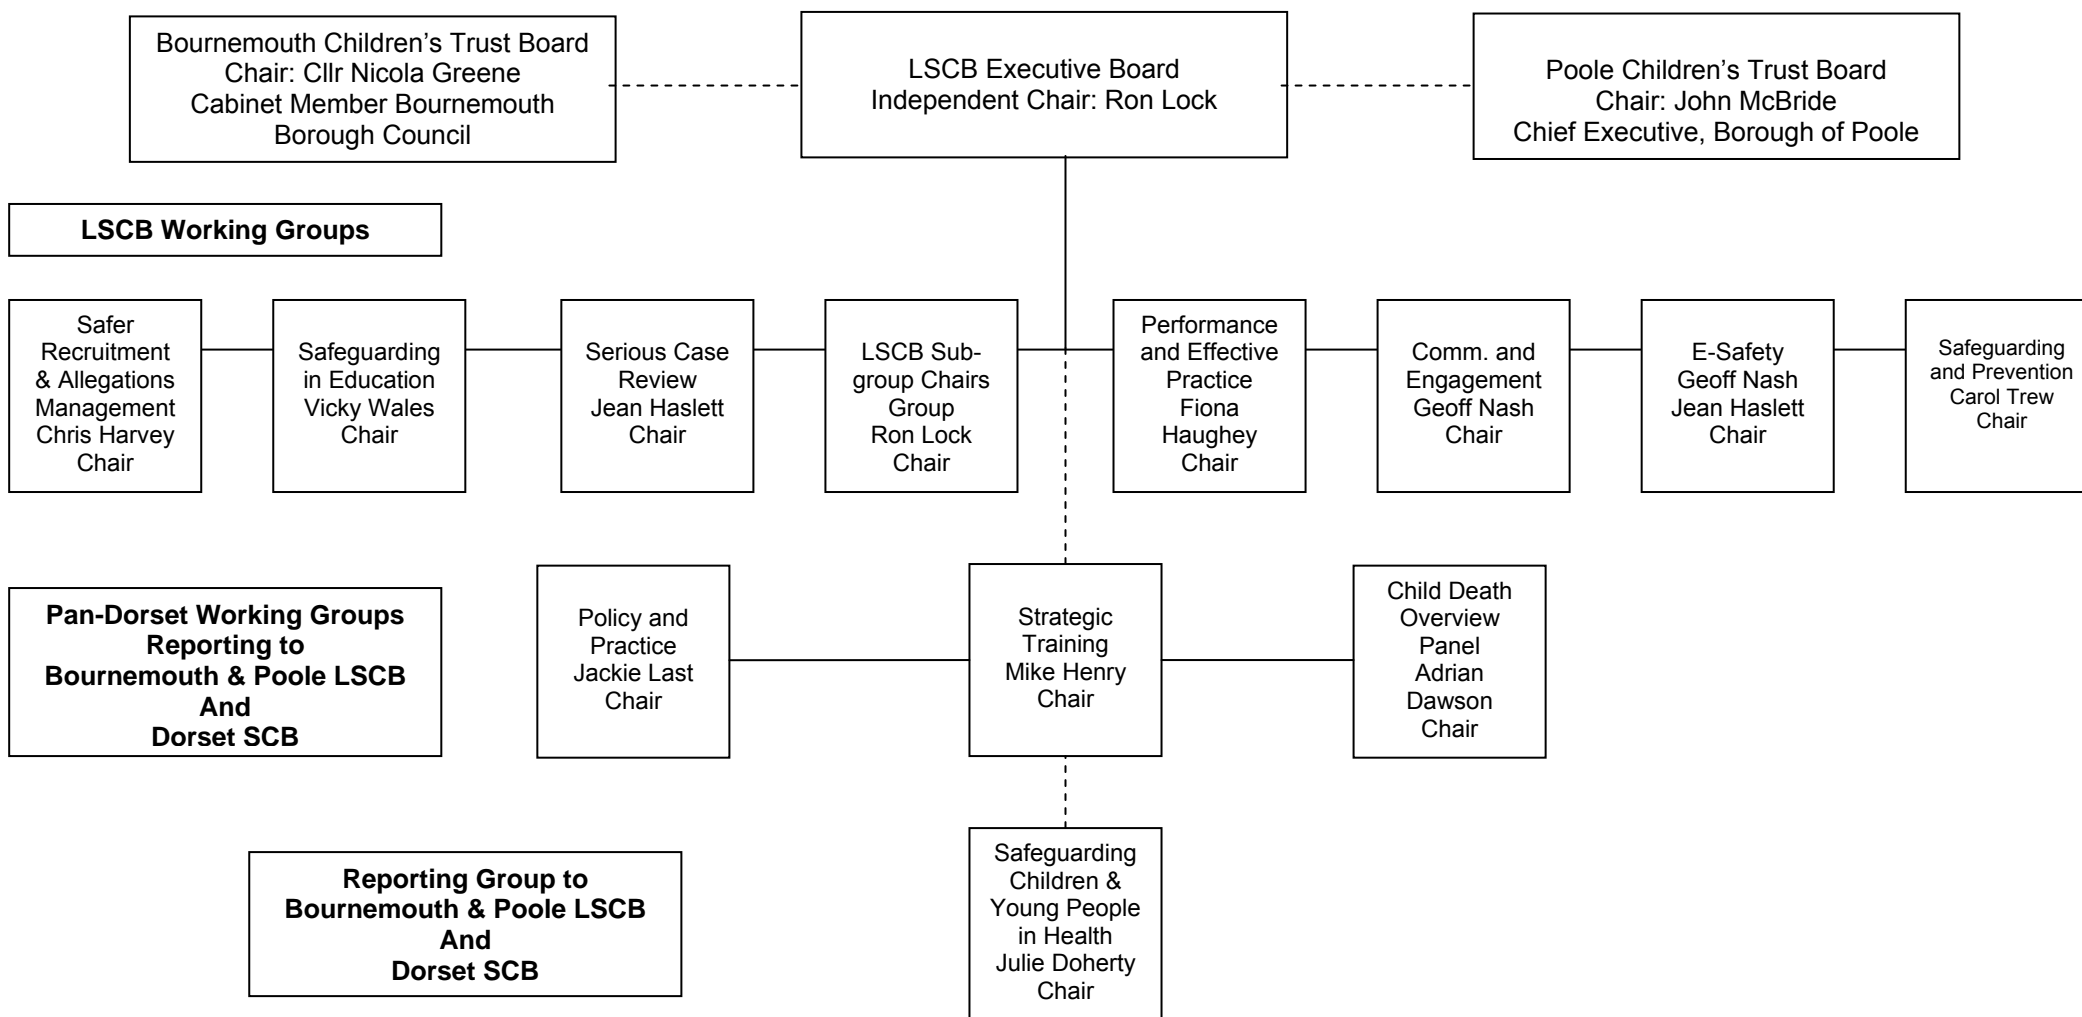 Bournemouth Children’s Trust Board
Chair: Cllr Nicola Greene
Cabinet Member Bournemouth
Borough Council
LSCB Executive Board
Independent Chair: Ron Lock
Poole Children’s Trust Board
Chair: John McBride
Chief Executive, Borough of Poole
LSCB Working Groups
Safer
Recruitment
& Allegations
Management
Chris Harvey
Chair
Safeguarding
in Education
Vicky Wales
Chair
Serious Case
Review
Jean Haslett
Chair
LSCB Sub-
group Chairs
Group
Ron Lock
Chair
Performance
and Effective
Practice
Fiona
Haughey
Chair
Comm. and
Engagement
Geoff Nash
Chair
E-Safety
Geoff Nash
Jean Haslett
Chair
Safeguarding
and Prevention
Carol Trew
Chair
Pan-Dorset Working Groups
Reporting to
Bournemouth & Poole LSCB
And
Dorset SCB
Policy and
Practice
Jackie Last
Chair
Strategic
Training
Mike Henry
Chair
Child Death
Overview
Panel
Adrian
Dawson
Chair
Reporting Group to
Bournemouth & Poole LSCB
And
Dorset SCB
Safeguarding
Children &
Young People
in Health
Julie Doherty
Chair